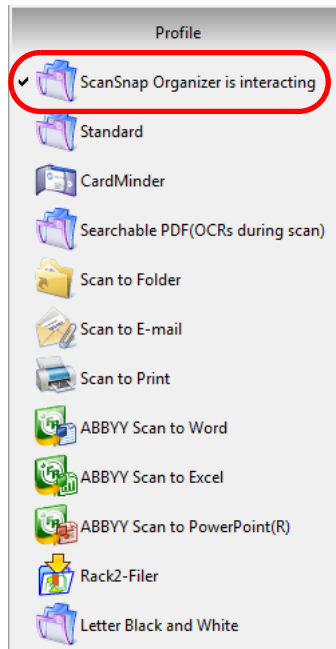 Profile
ScanSnap Organizer is interacting
Standard
CardMinder
Searchable PDF(OCRs during scan)
Scan to Folder
Scan to E-mail
Scan to Print
ABBYY Scan to Word
ABBYY Scan to Excel
ABBYY Scan to PowerPoint(R)
Rack2-Filer
Letter Black and White